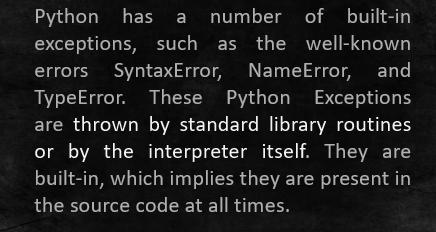 Python has a number of built-in
exceptions, such as the well-known
errors SyntaxError, NameError, and
TypeError. These Python Exceptions
are thrown by standard library routines
or by the interpreter itself. They are
built-in, which implies they are present in
the source code at all times.